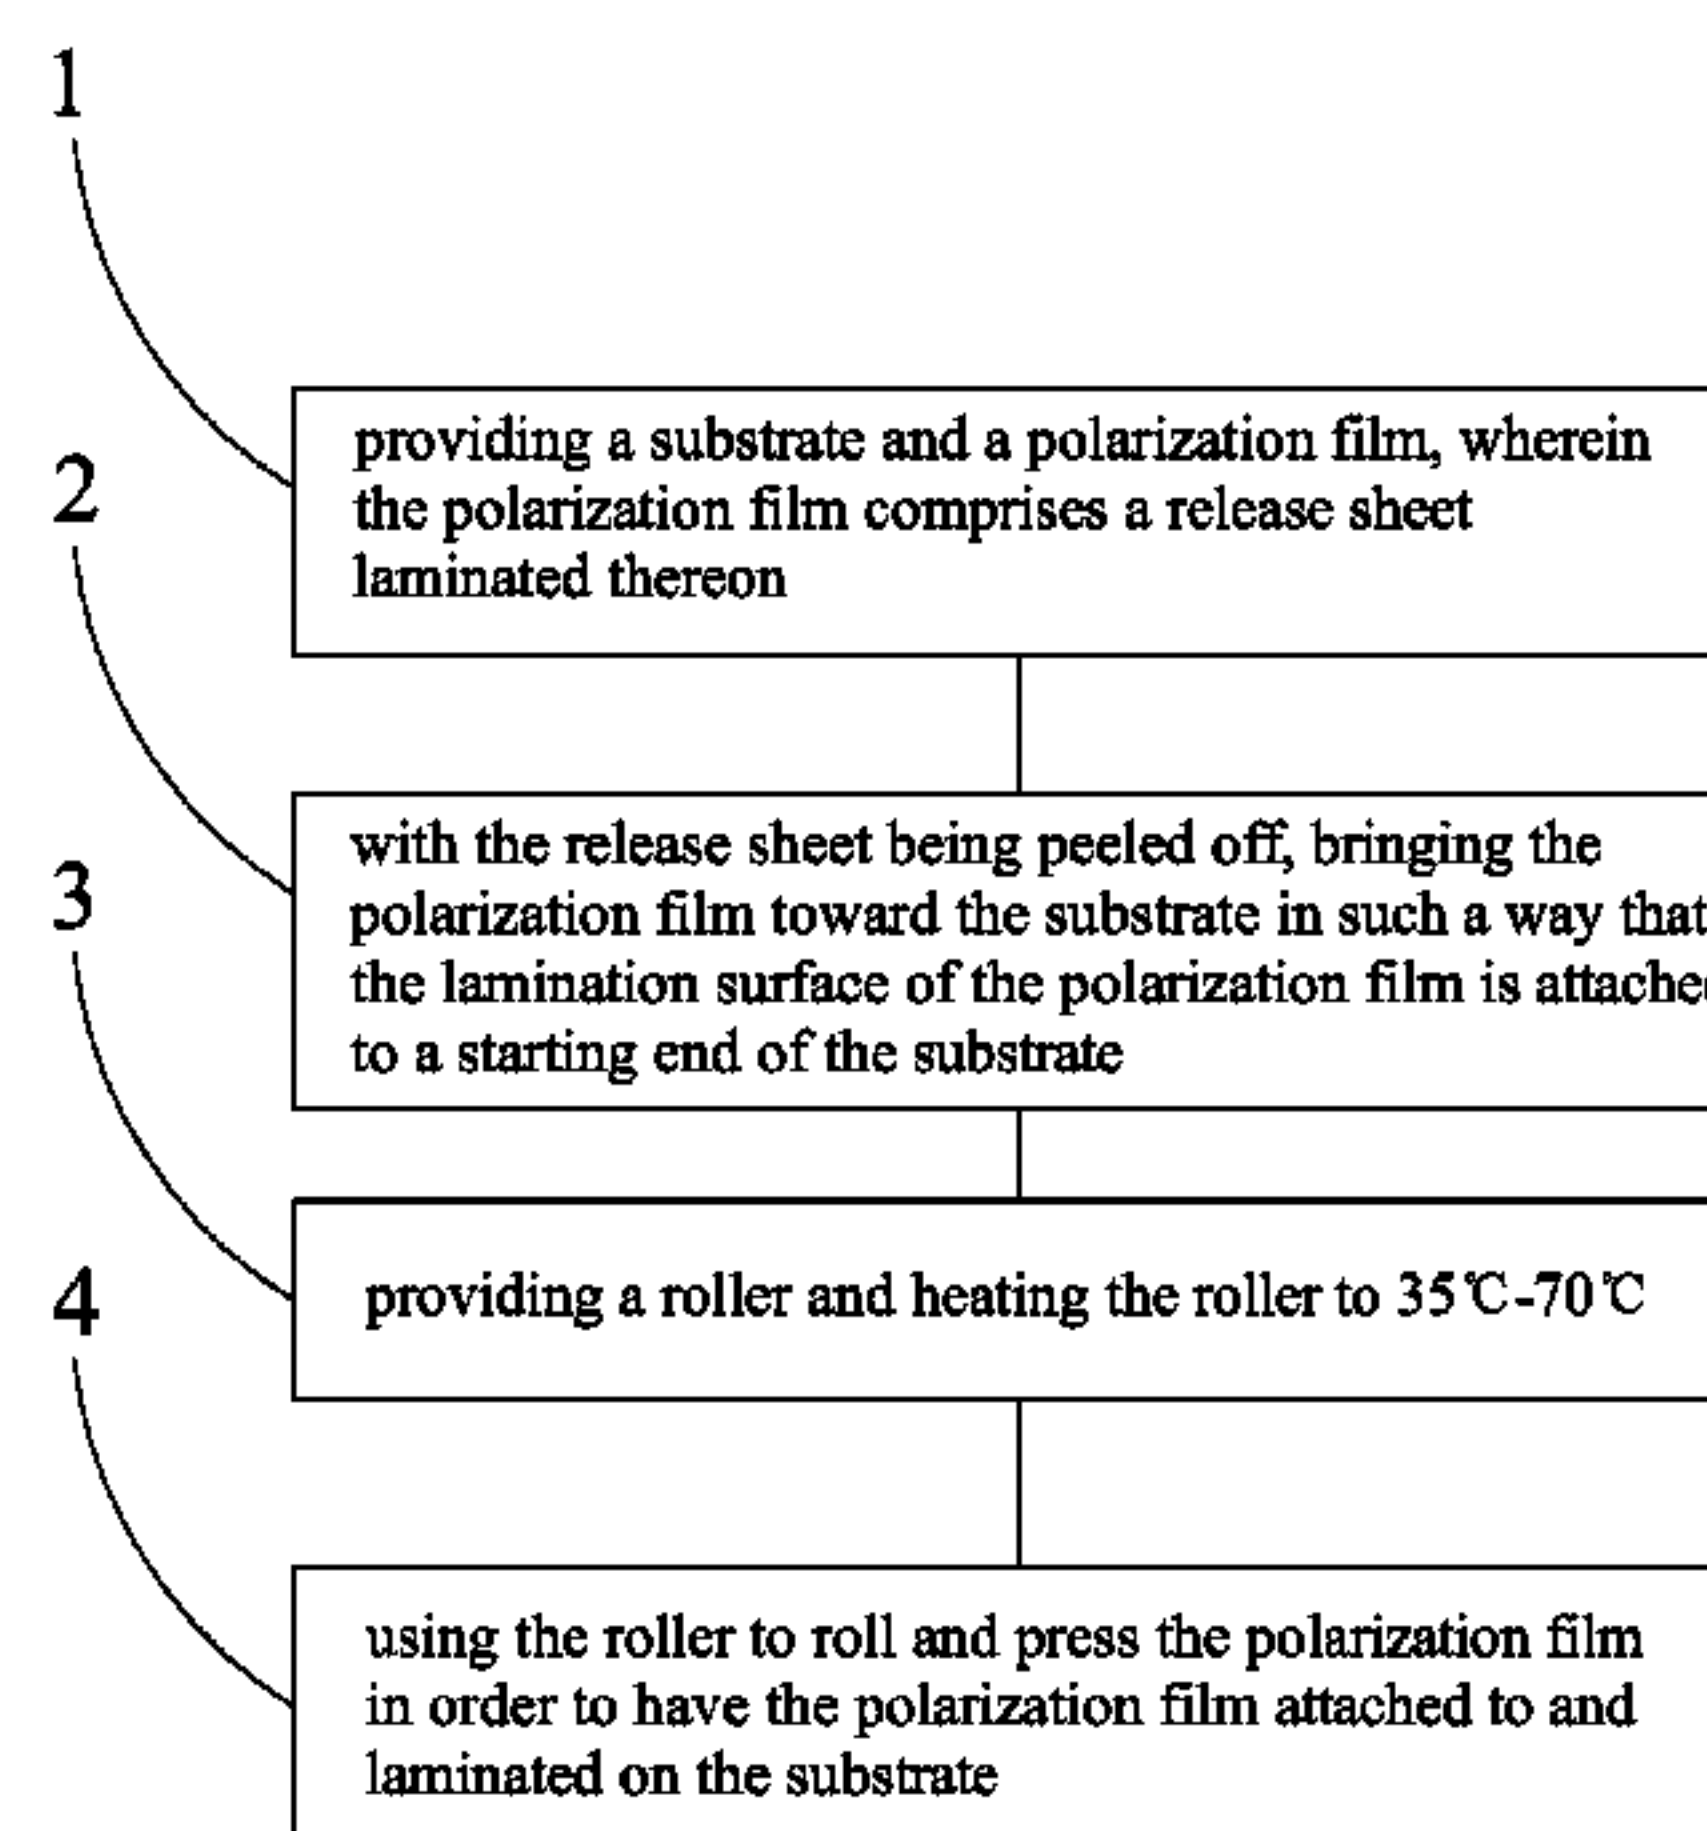 1
providing a substrate and a polarization film, wherein
the polarization film comprises a release sheet
laminated thereon
2
with the release sheet being peeled off, bringing the
polarization film toward the substrate in such a way that
the lamination surface of the polarization film is attached
to a starting end of the substrate
3
providing a roller and heating the roller to 35℃-70℃
4
using the roller to roll and press the polarization film
in order to have the polarization film attached to and
laminated on the substrate